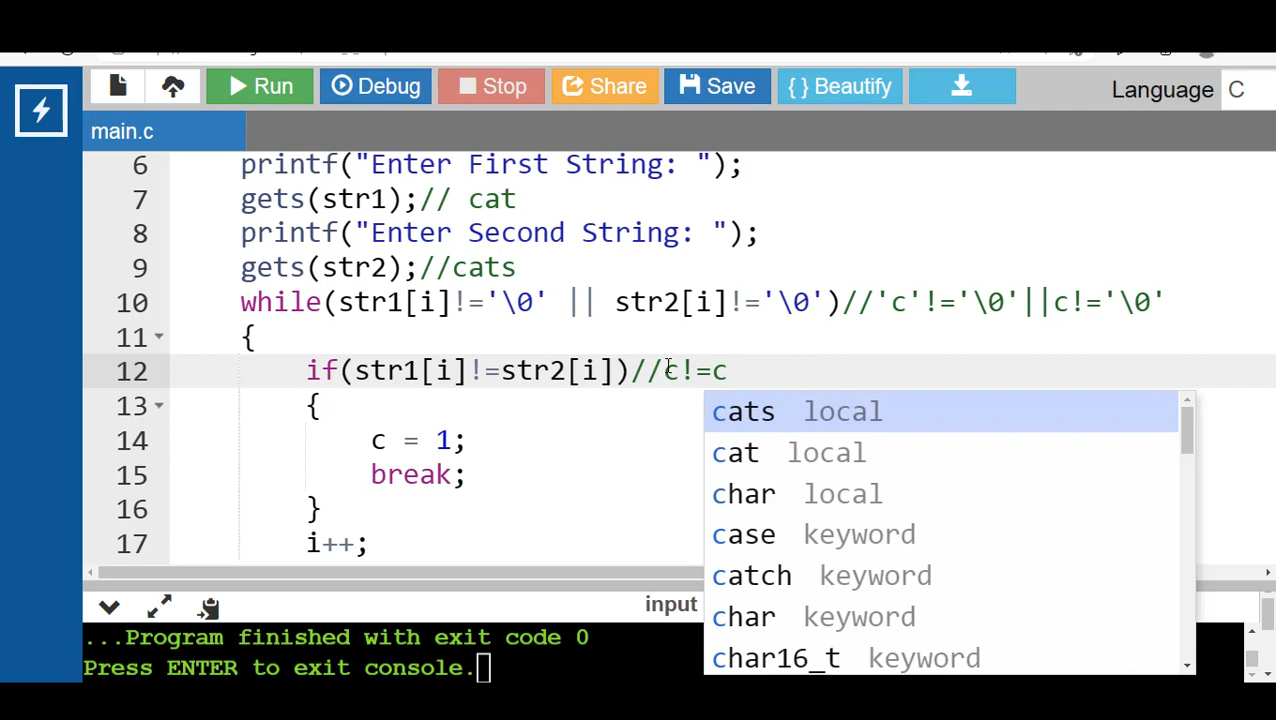 Run Debug Stop Share Save { } Beautify Language C
main.c
6 printf("Enter First String: ");
7 gets(str1);// cat
8 printf("Enter Second String: ");
9 gets(str2);//cats
10 while(str1[i]!='\0' || str2[i]!='\0')//'c'!='\0'||c!='\0'
11 {
12 if(str1[i]!=str2[i])//c!=c
13 {
14 c = 1;
15 break;
16 }
17 i++;
cats local
cat local
char local
case keyword
catch keyword
char keyword
char16_t keyword
input
...Program finished with exit code 0
Press ENTER to exit console.